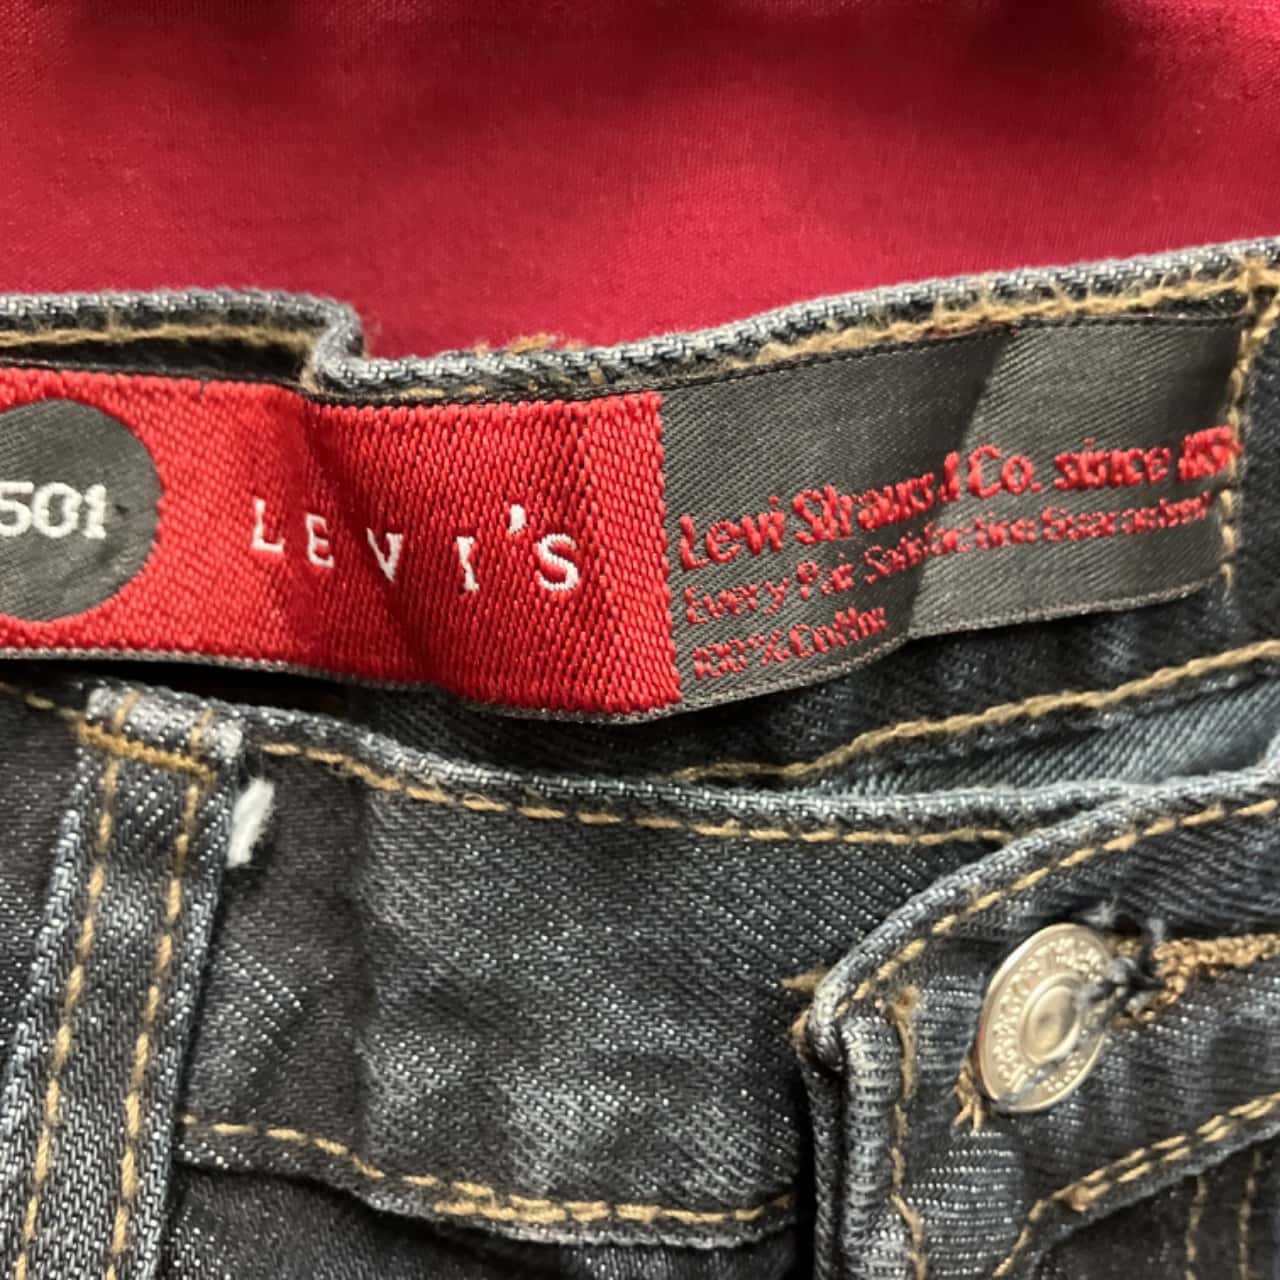 501
LEVI'S
Levi Strauss & Co. since
Every Pair Satisfaction Guaranteed
100% Cotton